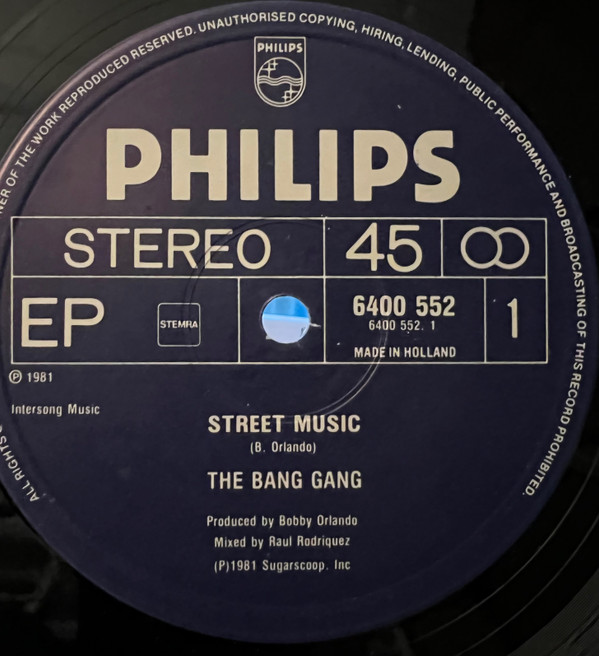 NER OF THE WORK REPRODUCED RESERVED. UNAUTHORISED COPYING, HIRING, LENDING, PUBLIC PERFORMANCE AND BROADCASTING OF THIS RECORD PROHIBITED.
PHILIPS
PHILIPS
STEREO 45
EP STEMRA 6400 552 1
6400 552. 1
MADE IN HOLLAND
Ⓟ 1981
Intersong Music
STREET MUSIC
(B. Orlando)
THE BANG GANG
Produced by Bobby Orlando
Mixed by Raul Rodriquez
(P)1981 Sugarscoop. Inc
ALL RIGHTS